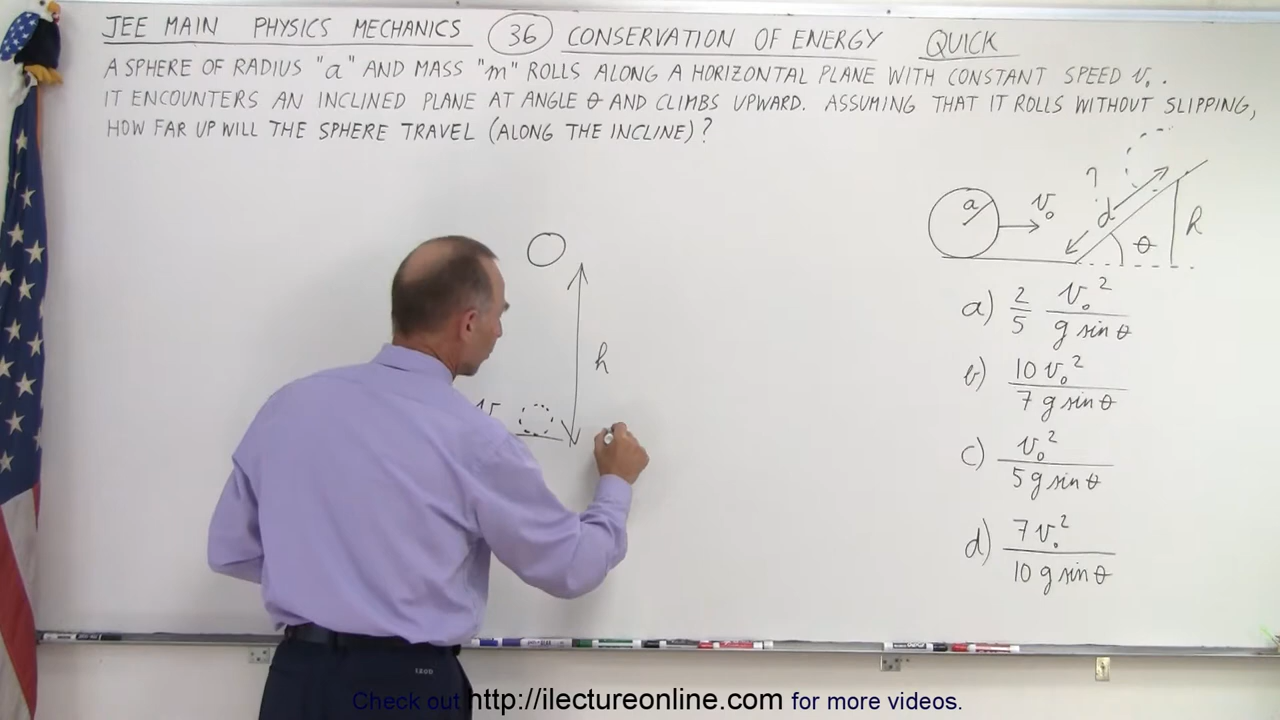 JEE MAIN PHYSICS MECHANICS 36 CONSERVATION OF ENERGY QUICK
A SPHERE OF RADIUS "a" AND MASS "m" ROLLS ALONG A HORIZONTAL PLANE WITH CONSTANT SPEED v₀.
IT ENCOUNTERS AN INCLINED PLANE AT ANGLE θ AND CLIMBS UPWARD. ASSUMING THAT IT ROLLS WITHOUT SLIPPING,
HOW FAR UP WILL THE SPHERE TRAVEL (ALONG THE INCLINE)?
a v₀ ? d θ h
a) 2/5 v₀²/(g sin θ)
b) 10 v₀²/(7 g sin θ)
c) v₀²/(5 g sin θ)
d) 7 v₀²/(10 g sin θ)
h
IZOD
Check out http://ilectureonline.com for more videos.